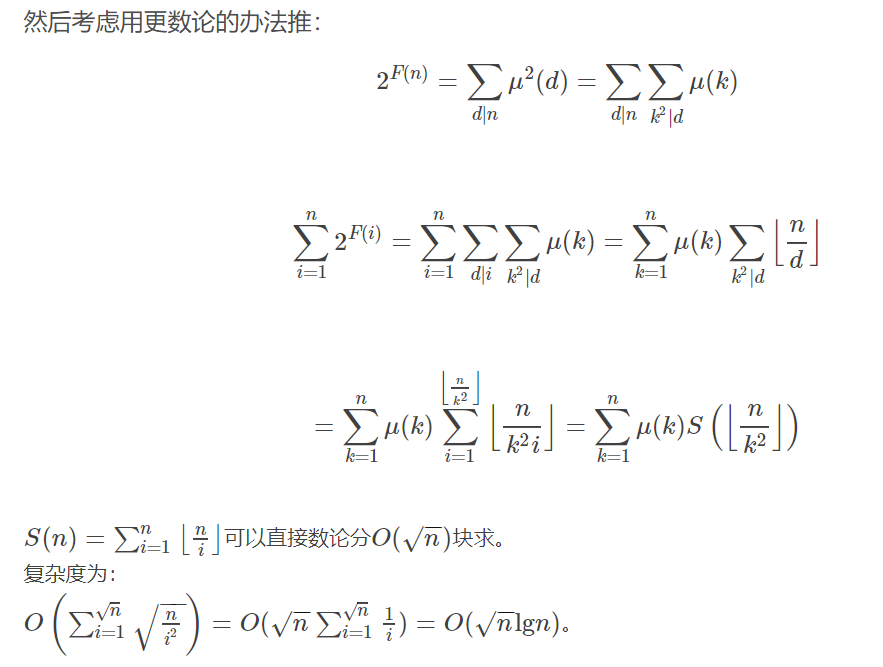 然后考虑用更数论的办法推：
$2^{F(n)} = \sum_{d|n} \mu^2(d) = \sum_{d|n} \sum_{k^2|d} \mu(k)$
$\sum_{i=1}^{n} 2^{F(i)} = \sum_{i=1}^{n} \sum_{d|i} \sum_{k^2|d} \mu(k) = \sum_{k=1}^{n} \mu(k) \sum_{k^2|d} \left\lfloor \frac{n}{d} \right\rfloor$
$= \sum_{k=1}^{n} \mu(k) \sum_{i=1}^{\left\lfloor \frac{n}{k^2} \right\rfloor} \left\lfloor \frac{n}{k^2 i} \right\rfloor = \sum_{k=1}^{n} \mu(k) S\left( \left\lfloor \frac{n}{k^2} \right\rfloor \right)$
$S(n) = \sum_{i=1}^{n} \left\lfloor \frac{n}{i} \right\rfloor$可以直接数论分$O(\sqrt{n})$块求。
复杂度为：
$O\left( \sum_{i=1}^{\sqrt{n}} \sqrt{\frac{n}{i^2}} \right) = O(\sqrt{n} \sum_{i=1}^{\sqrt{n}} \frac{1}{i}) = O(\sqrt{n} \lg n)$。